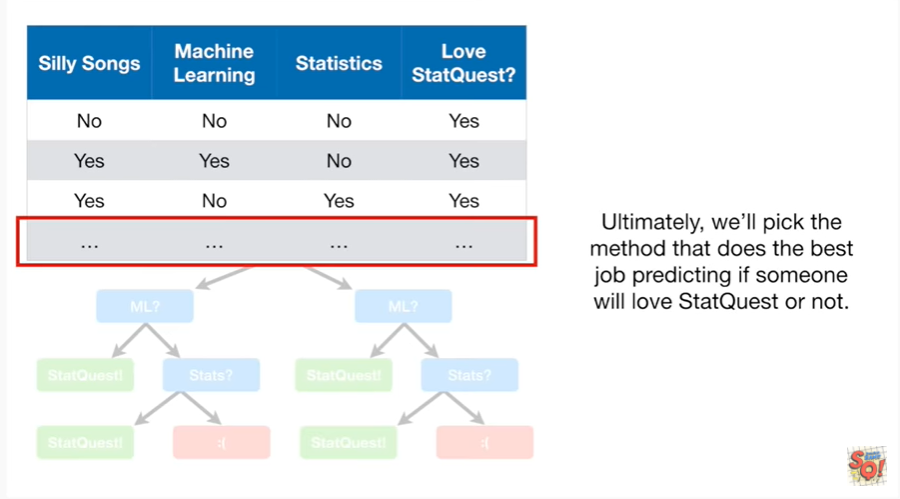 Silly Songs Machine Learning Statistics Love StatQuest?
No No No Yes
Yes Yes No Yes
Yes No Yes Yes
... ... ... ...
Ultimately, we’ll pick the
method that does the best
job predicting if someone
will love StatQuest or not.
ML? ML?
StatQuest! Stats? StatQuest! Stats?
StatQuest! :( StatQuest! :(
SQ!